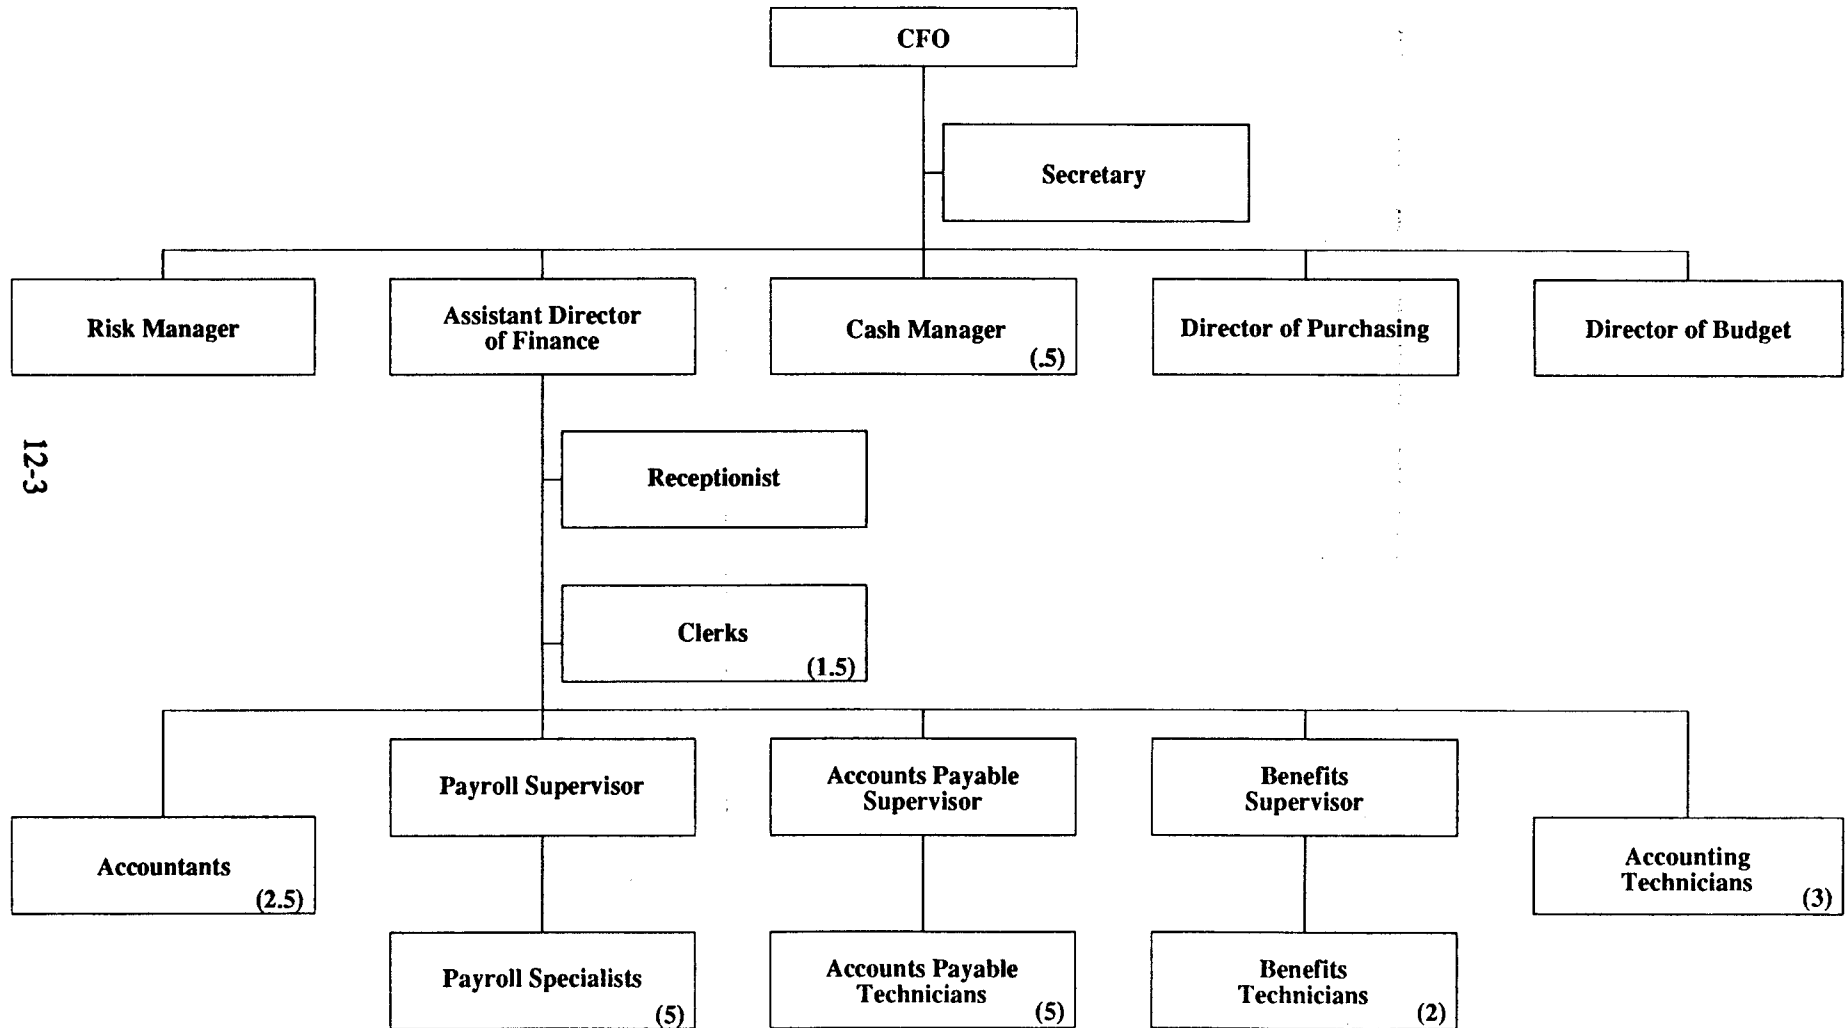 CFO
Secretary
Risk Manager
Assistant Director
of Finance
Cash Manager
(.5)
Director of Purchasing
Director of Budget
12-3
Receptionist
Clerks
(1.5)
Payroll Supervisor
Accounts Payable
Supervisor
Benefits
Supervisor
Accountants
(2.5)
Accounting
Technicians
(3)
Payroll Specialists
(5)
Accounts Payable
Technicians
(5)
Benefits
Technicians
(2)